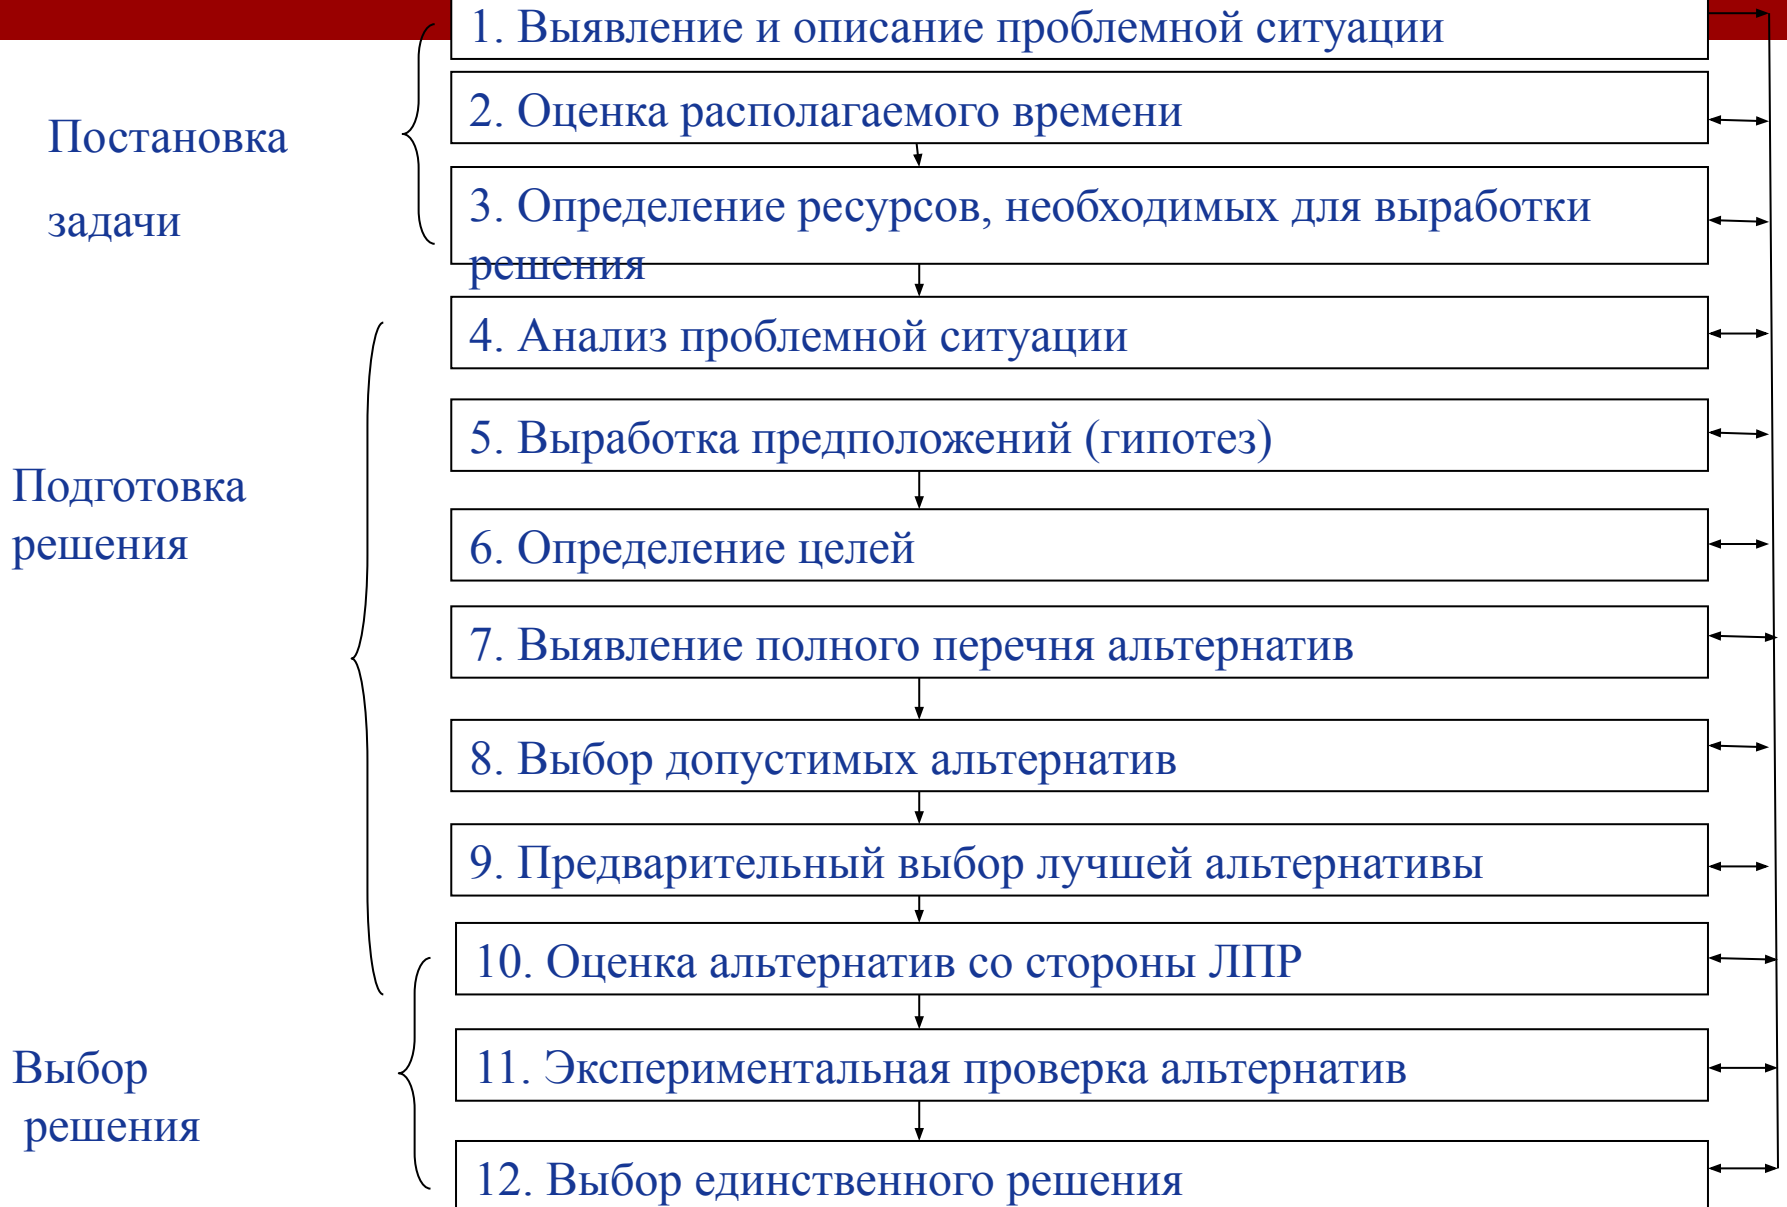 1. Выявление и описание проблемной ситуации
2. Оценка располагаемого времени
Постановка
задачи
3. Определение ресурсов, необходимых для выработки
решения
4. Анализ проблемной ситуации
5. Выработка предположений (гипотез)
Подготовка
решения
6. Определение целей
7. Выявление полного перечня альтернатив
8. Выбор допустимых альтернатив
9. Предварительный выбор лучшей альтернативы
10. Оценка альтернатив со стороны ЛПР
Выбор
решения
11. Экспериментальная проверка альтернатив
12. Выбор единственного решения